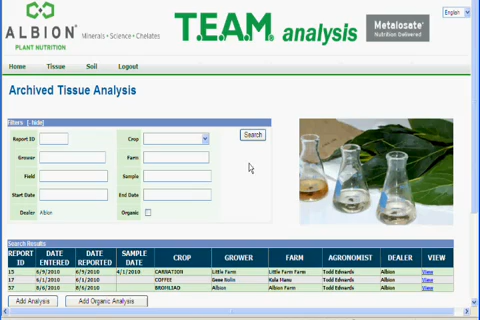 English
ALBION®
PLANT NUTRITION
Minerals • Science • Chelates
T.E.A.M.® analysis
Metalosate®
Nutrition Delivered
Home Tissue Soil Logout
Archived Tissue Analysis
Filters [-hide]
Report ID Crop Search
Grower Farm
Field Sample
Start Date End Date
Dealer Albion Organic
Search Results
REPORT ID DATE ENTERED DATE REPORTED SAMPLE DATE CROP GROWER FARM AGRONOMIST DEALER VIEW
15 6/9/2010 6/9/2010 4/1/2010 CARNATION Little Farm Little Farm Todd Edwards Albion View
17 6/1/2010 6/1/2010 COFFEE Gene Nolin Kula Hana Todd Edwards Albion View
57 8/6/2010 8/6/2010 BROMLIAD Albion Albion Farm Todd Edwards Albion View
Add Analysis Add Organic Analysis